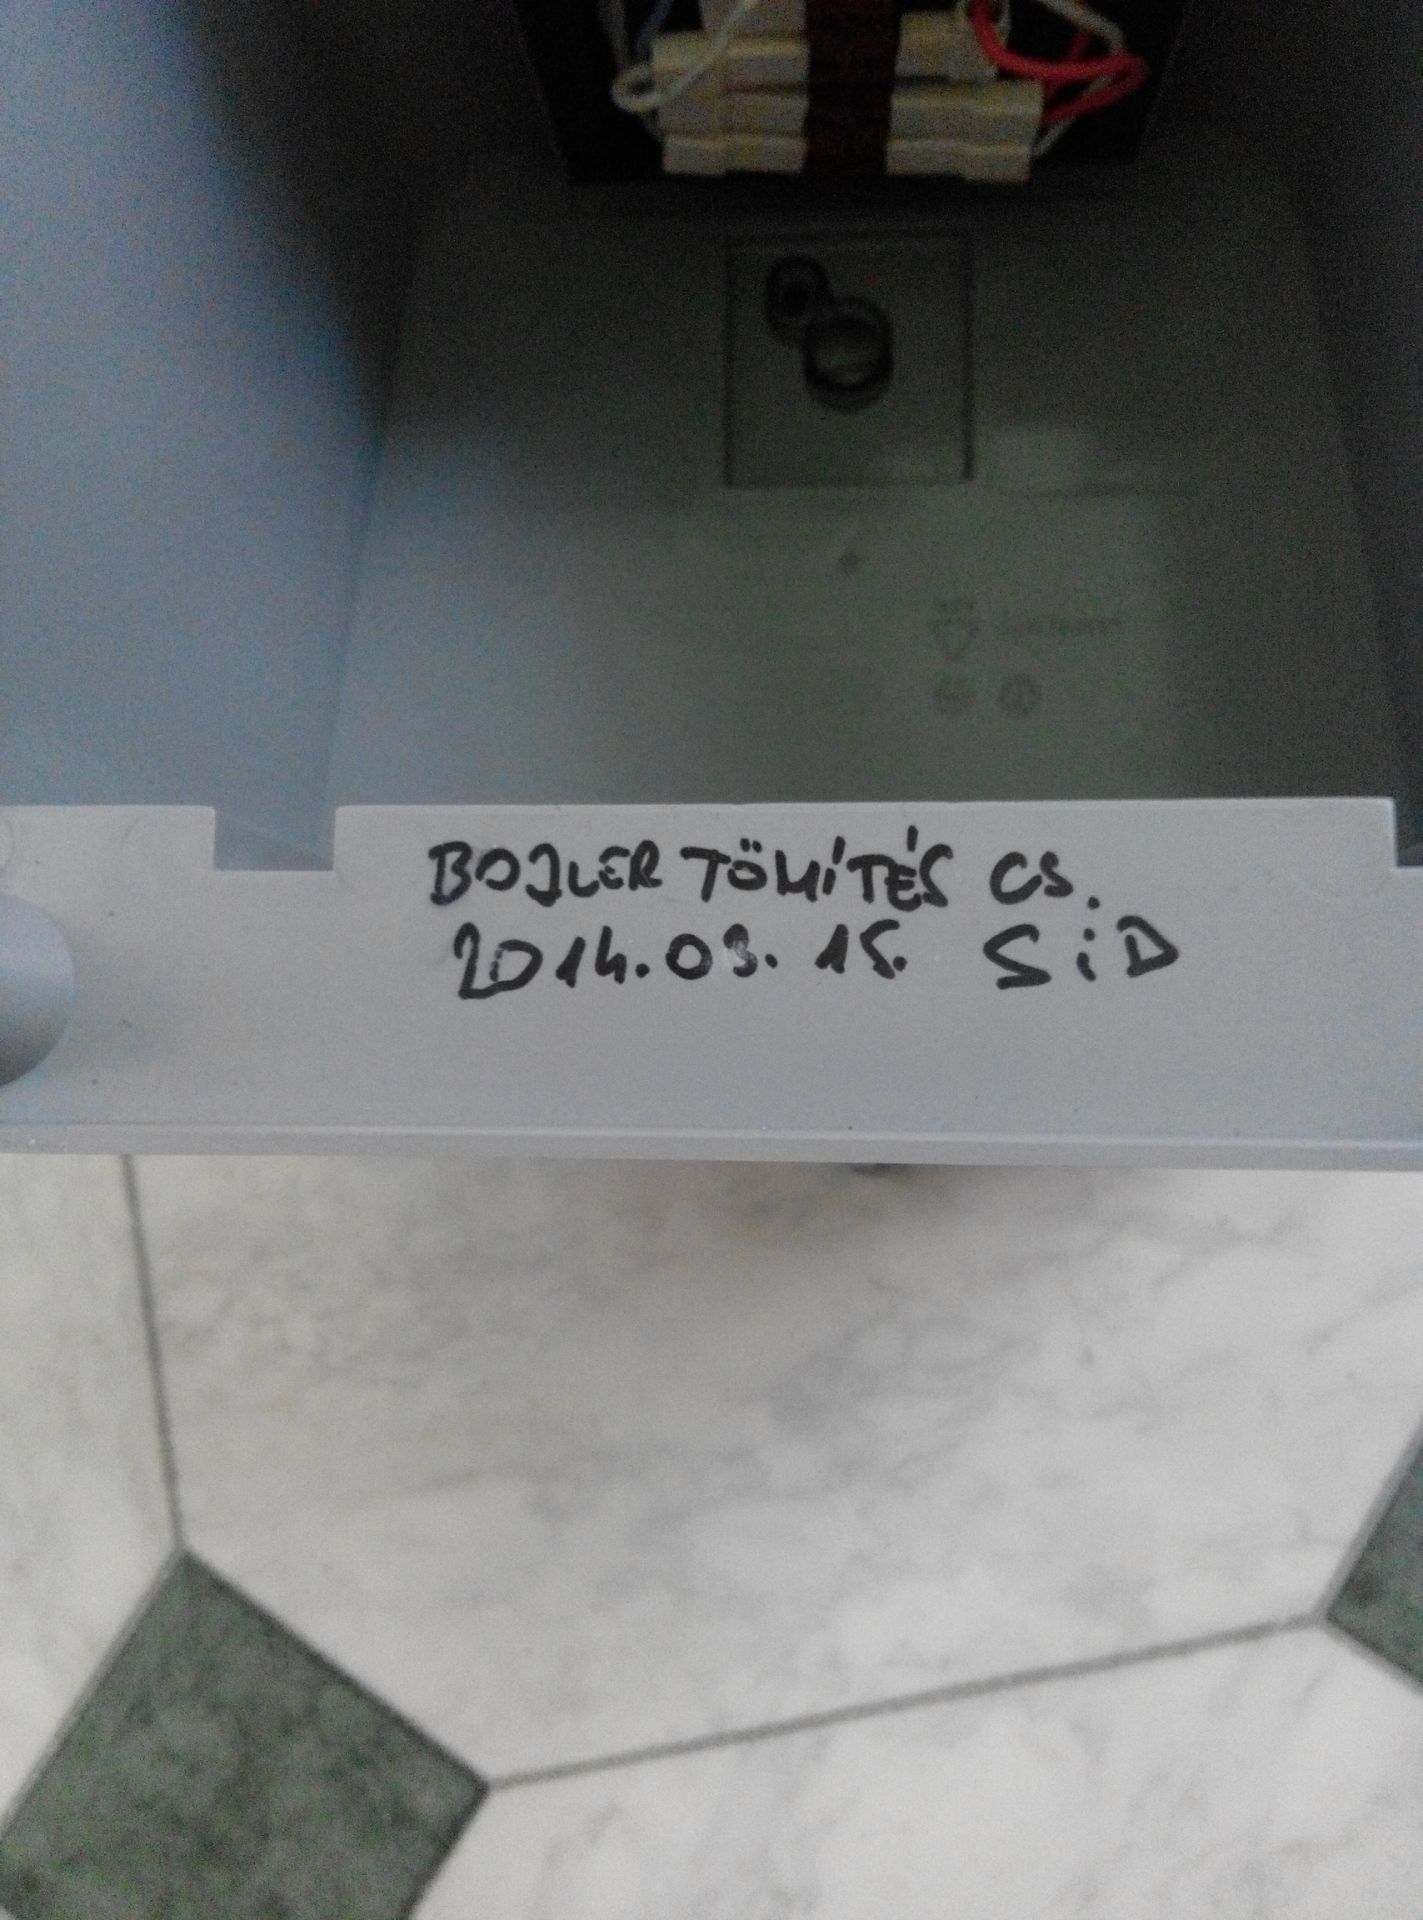 BOJLER TÖMÍTÉS CS.
2014.03.15. SiD